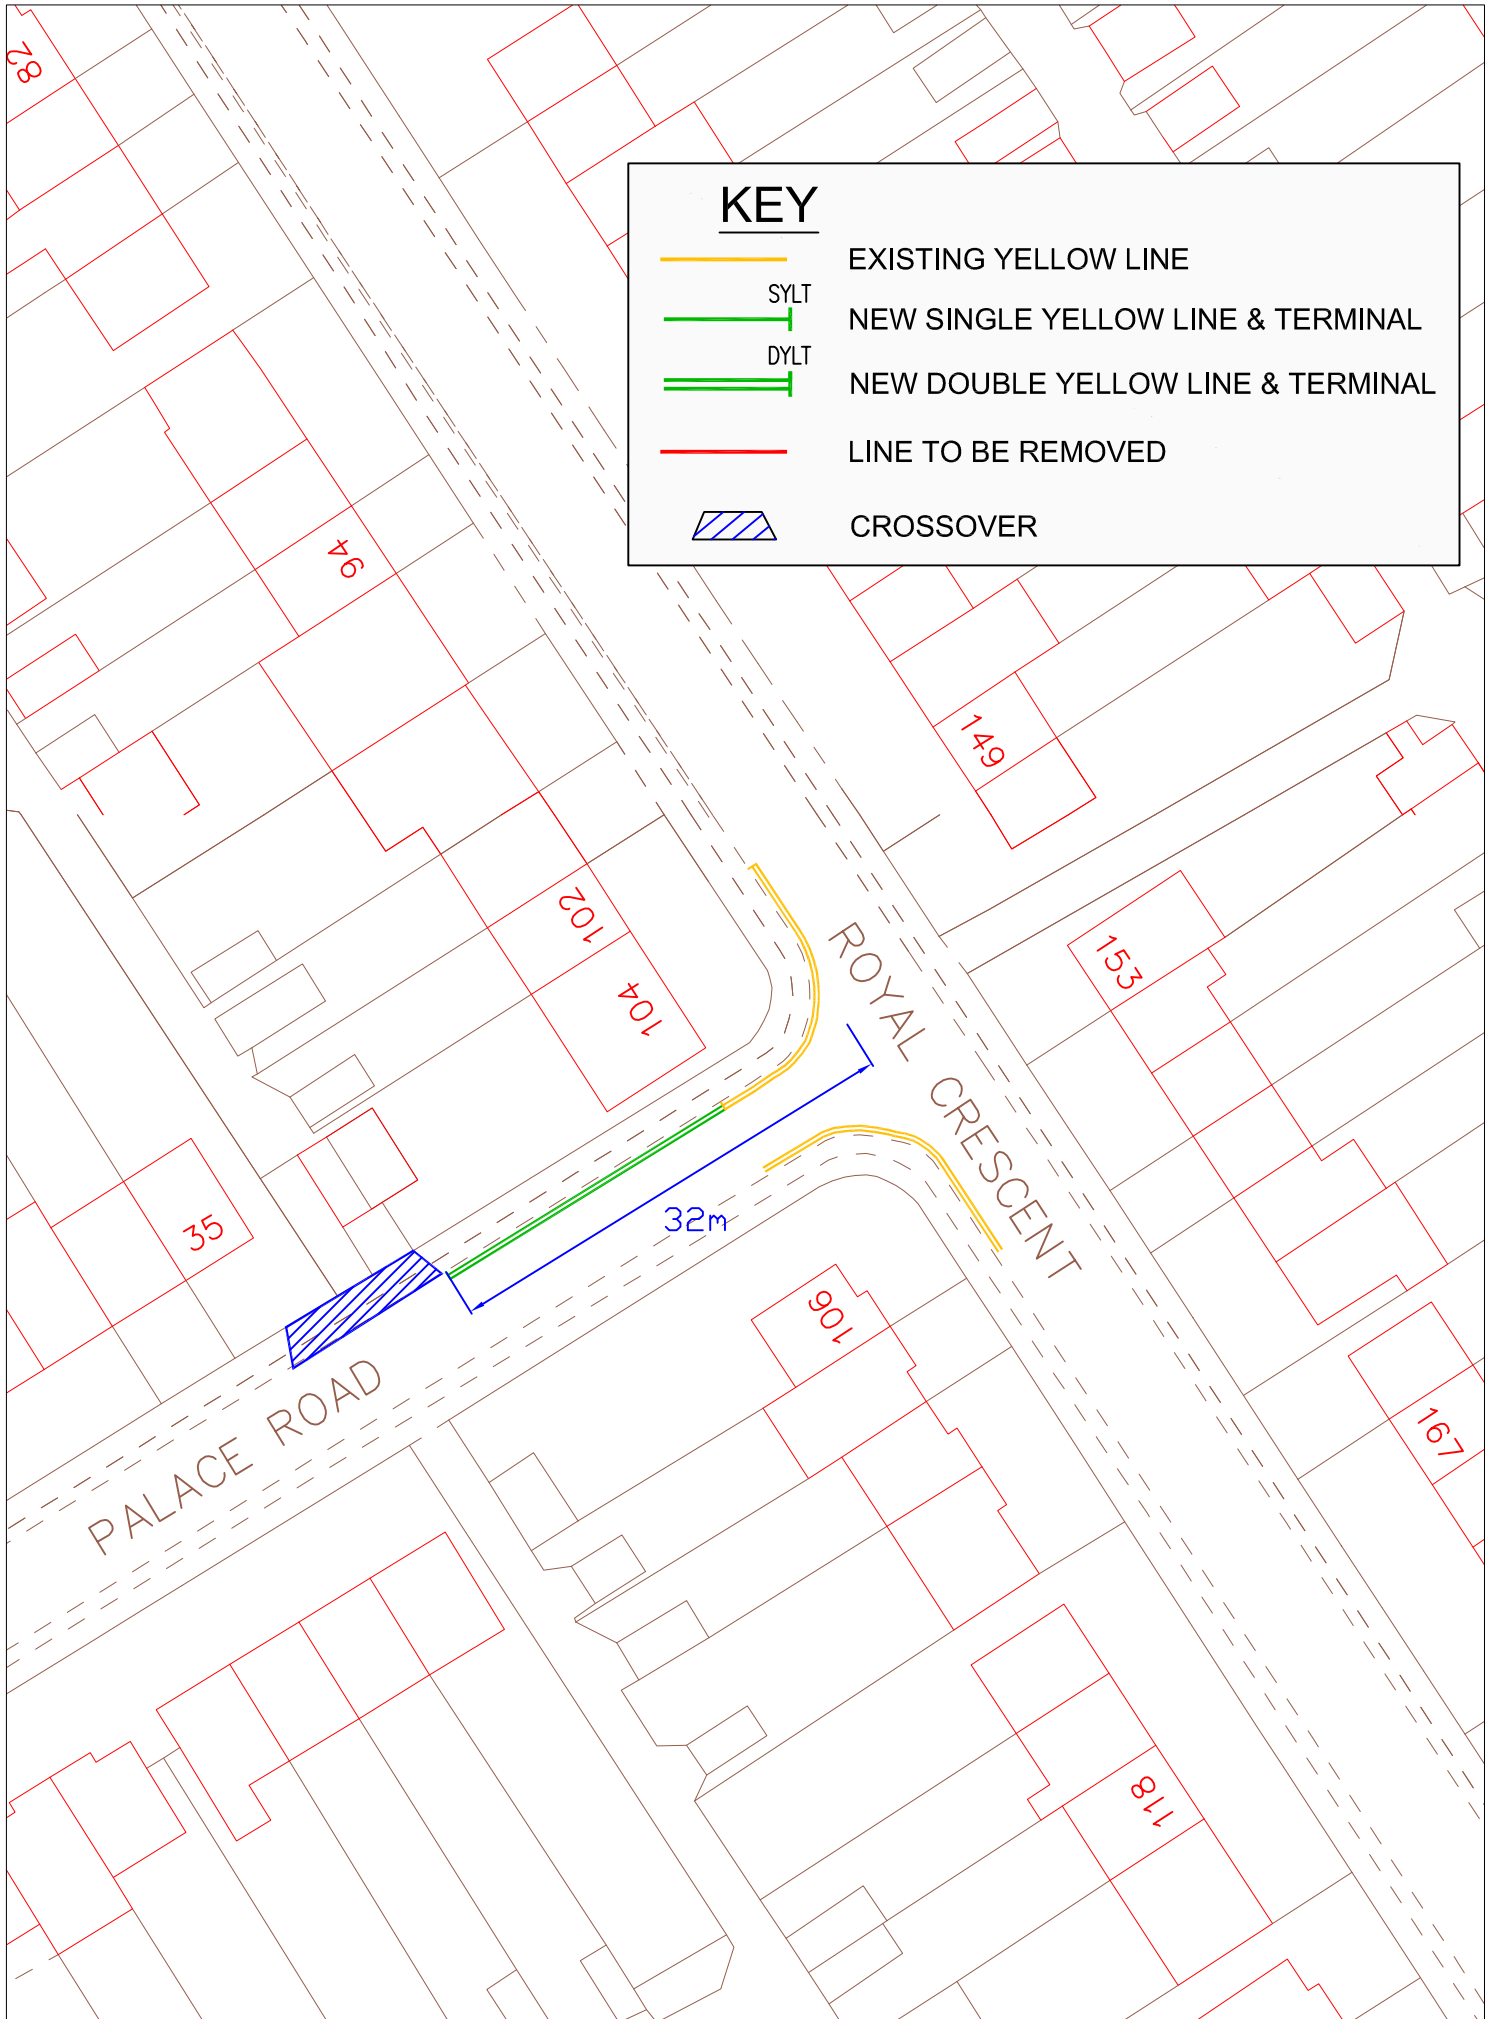 82
KEY
EXISTING YELLOW LINE
SYLT
NEW SINGLE YELLOW LINE & TERMINAL
DYLT
NEW DOUBLE YELLOW LINE & TERMINAL
LINE TO BE REMOVED
CROSSOVER
94
149
102
104
153
ROYAL CRESCENT
35
32m
106
PALACE ROAD
167
118